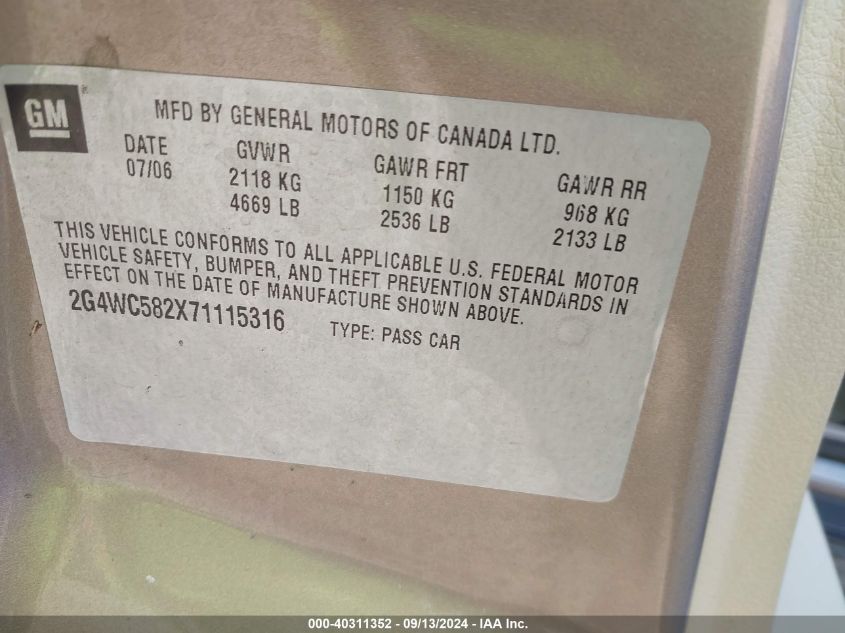 GM
MFD BY GENERAL MOTORS OF CANADA LTD.
DATE GVWR GAWR FRT GAWR RR
07/06 2118 KG 1150 KG 968 KG
4669 LB 2536 LB 2133 LB
THIS VEHICLE CONFORMS TO ALL APPLICABLE U.S. FEDERAL MOTOR
VEHICLE SAFETY, BUMPER, AND THEFT PREVENTION STANDARDS IN
EFFECT ON THE DATE OF MANUFACTURE SHOWN ABOVE.
2G4WC582X71115316 TYPE: PASS CAR
000-40311352 - 09/13/2024 - IAA Inc.